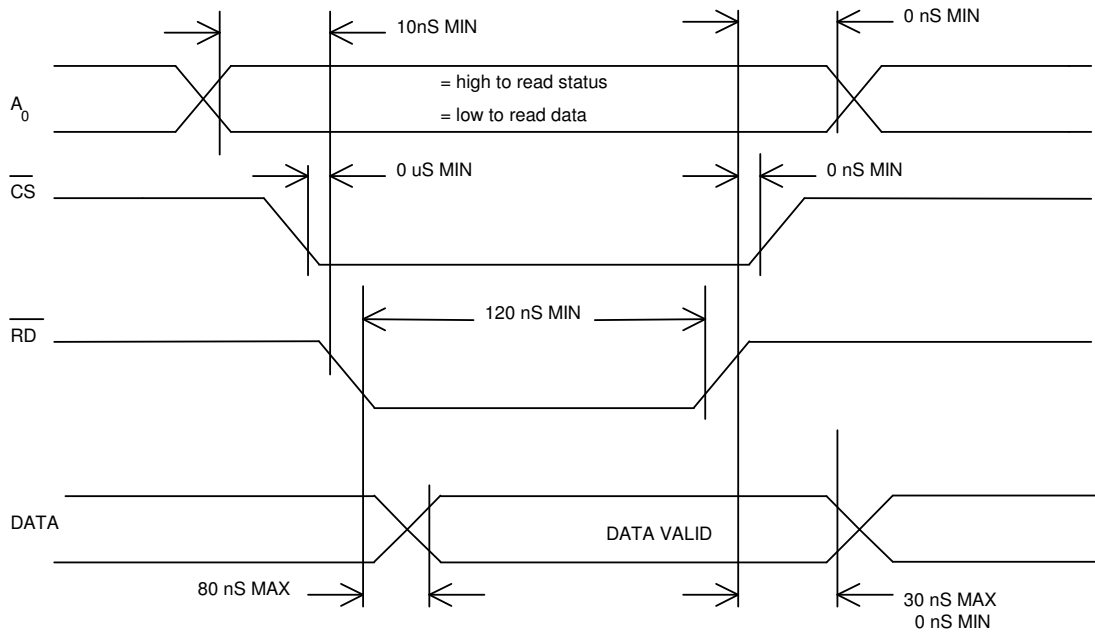 10nS MIN
0 nS MIN
A0
= high to read status
= low to read data
CS
0 uS MIN
0 nS MIN
RD
120 nS MIN
DATA
DATA VALID
80 nS MAX
30 nS MAX
0 nS MIN